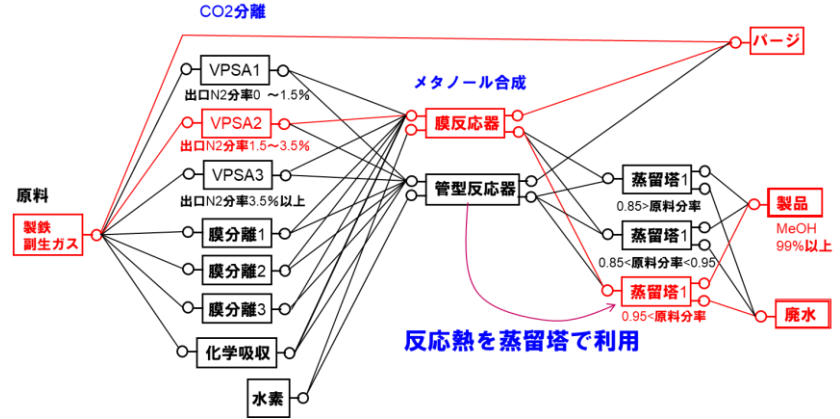 CO2分離
パージ
VPSA1
出口N2分率0 ～1.5%
メタノール合成
VPSA2
出口N2分率1.5～3.5%
膜反応器
VPSA3
出口N2分率3.5%以上
管型反応器
蒸留塔1
0.85>原料分率
原料
製鉄
副生ガス
膜分離1
蒸留塔1
0.85<原料分率<0.95
製品
MeOH
99%以上
膜分離2
膜分離3
蒸留塔1
0.95<原料分率
廃水
化学吸収
反応熱を蒸留塔で利用
水素